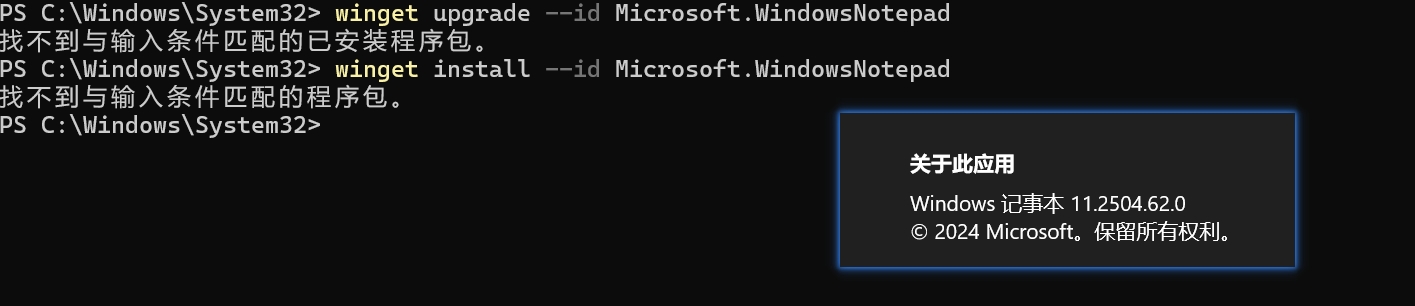 PS C:\Windows\System32> winget upgrade --id Microsoft.WindowsNotepad
找不到与输入条件匹配的已安装程序包。
PS C:\Windows\System32> winget install --id Microsoft.WindowsNotepad
找不到与输入条件匹配的程序包。
PS C:\Windows\System32>
关于此应用
Windows 记事本 11.2504.62.0
© 2024 Microsoft。保留所有权利。